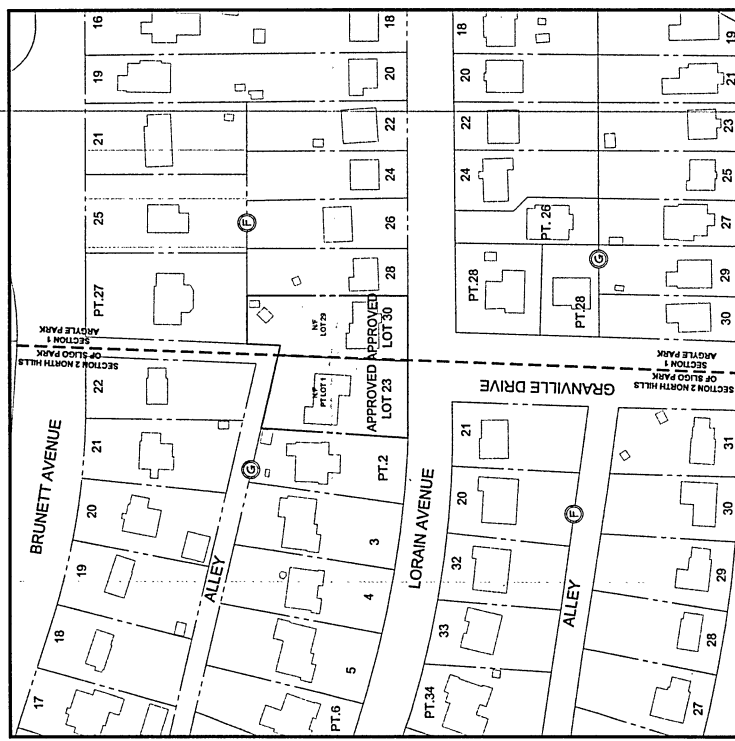 16
19
21
25
PT.27
18
20
22
24
26
28
F
N/F
LOT 29
APPROVED
LOT 30
18
20
22
24
PT.26
PT.28
PT.28
G
19
21
23
25
27
29
30
SECTION 1
ARGYLE PARK
SECTION 2 NORTH HILLS
OF SLIGO PARK
SECTION 1
ARGYLE PARK
SECTION 2 NORTH HILLS
OF SLIGO PARK
GRANVILLE DRIVE
BRUNETT AVENUE
22
21
20
19
18
17
ALLEY
G
N/F
PT LOT 1
APPROVED
LOT 23
PT.2
3
4
5
PT.6
LORAIN AVENUE
21
20
32
33
PT.34
F
ALLEY
31
30
29
28
27